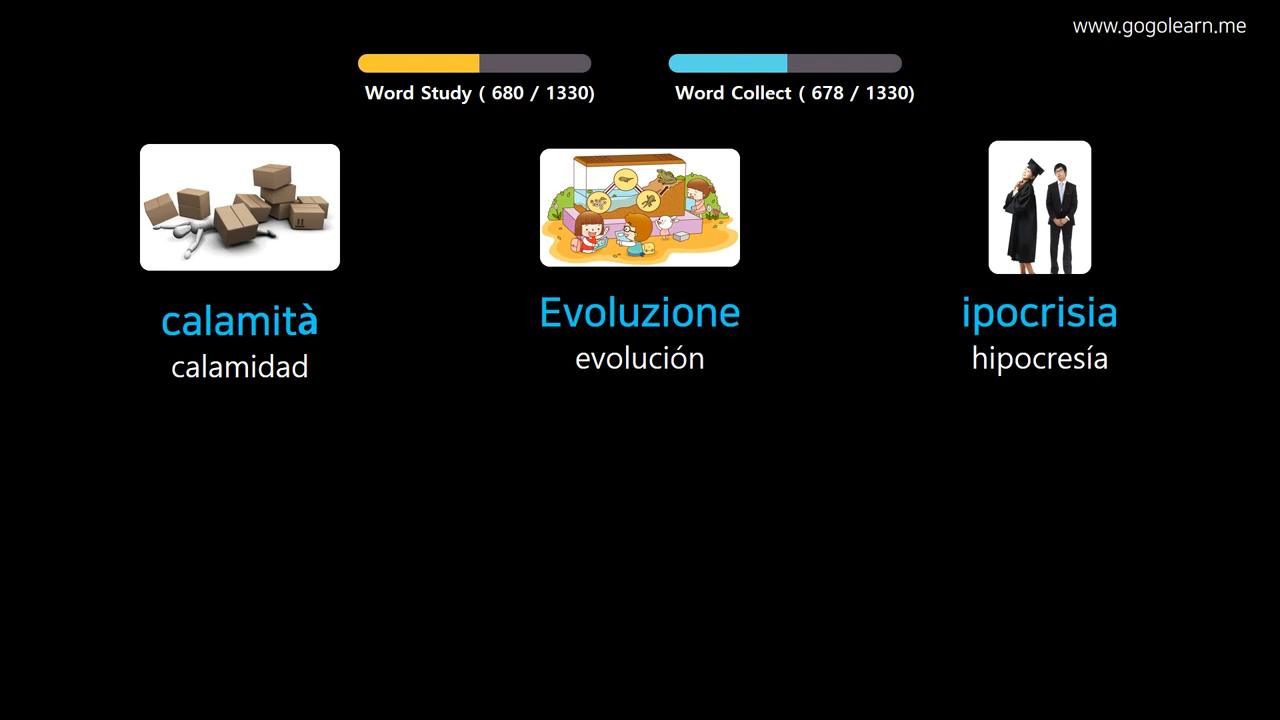 www.gogolearn.me
Word Study ( 680 / 1330)
Word Collect ( 678 / 1330)
calamità
calamidad
Evoluzione
evolución
ipocrisia
hipocresía